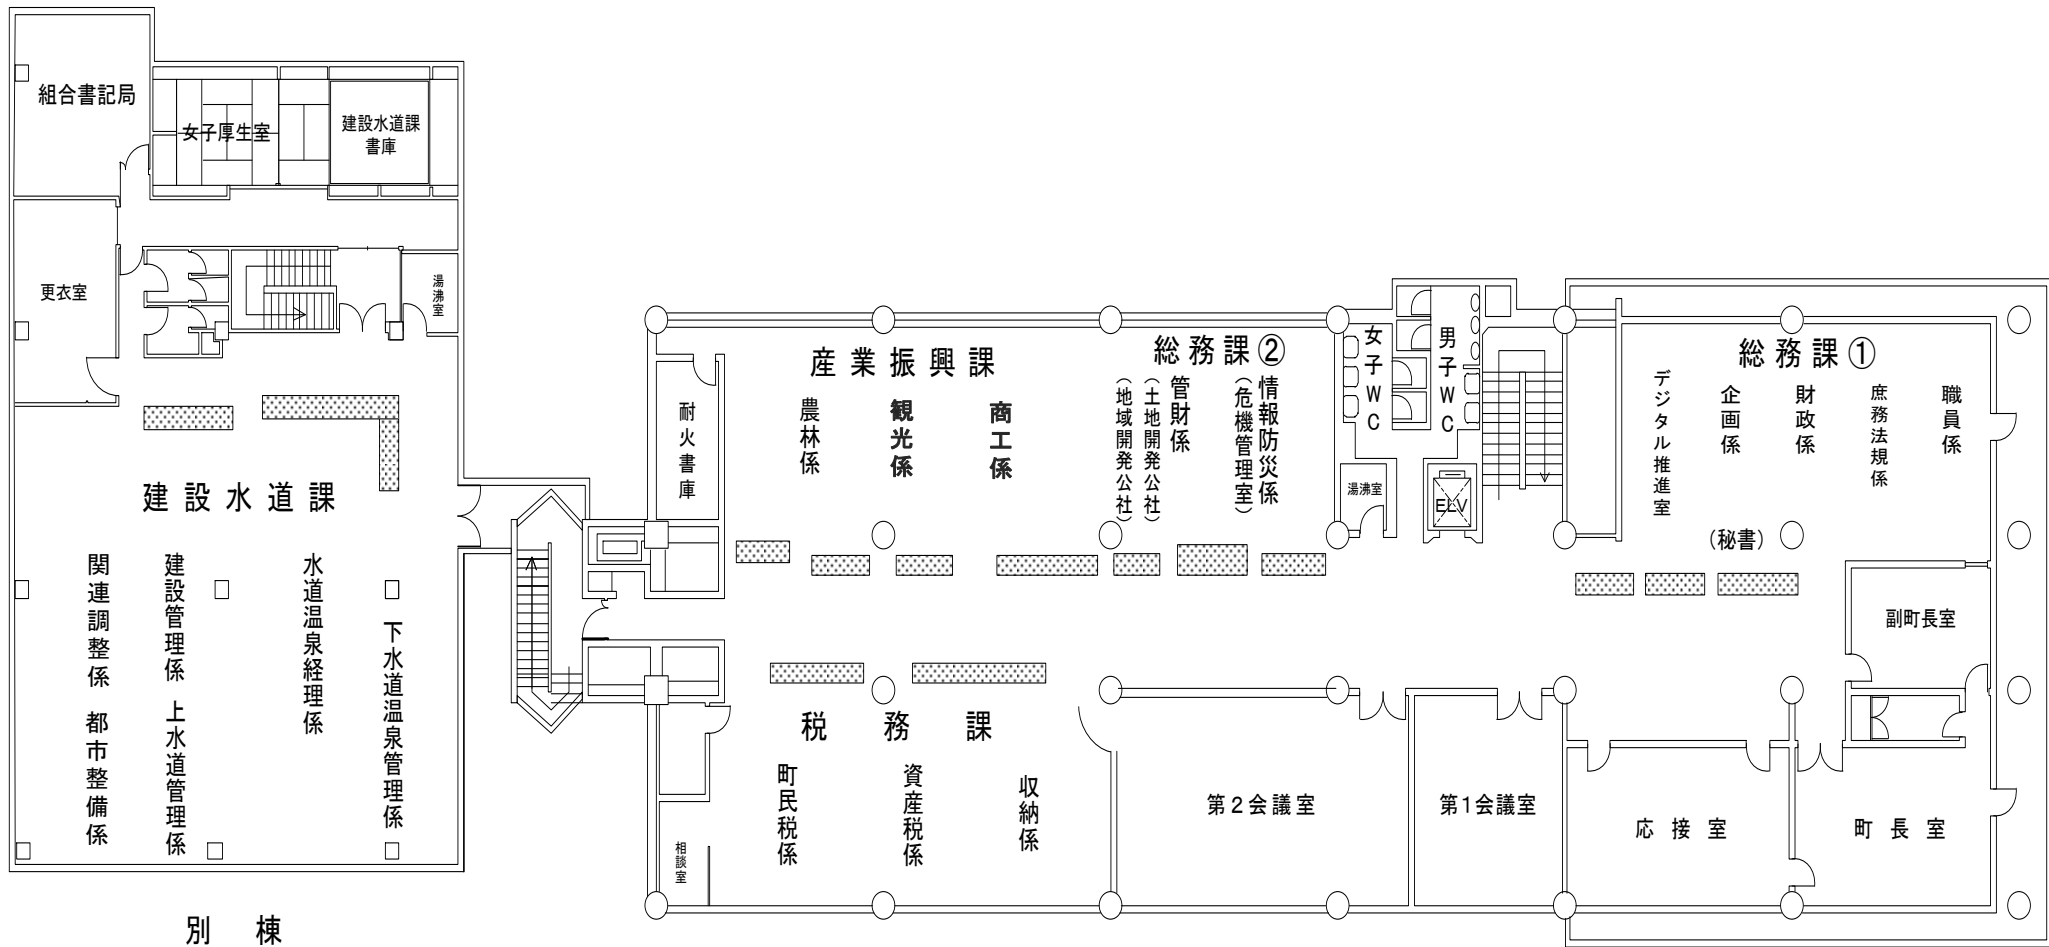 組合書記局
女子厚生室
建設水道課
書庫
更衣室
湯沸室
建設水道課
関連調整係 都市整備係
建設管理係 上水道管理係
水道温泉経理係
下水道温泉管理係
別棟
耐火書庫
産業振興課
農林係
観光係
商工係
総務課②
管財係
(土地開発公社)
(地域開発公社)
情報防災係
(危機管理室)
女子WC
男子WC
湯沸室
ELV
総務課①
デジタル推進室
企画係
財政係
庶務法規係
職員係
(秘書)
副町長室
税務課
町民税係
資産税係
収納係
相談室
第2会議室
第1会議室
応接室
町長室